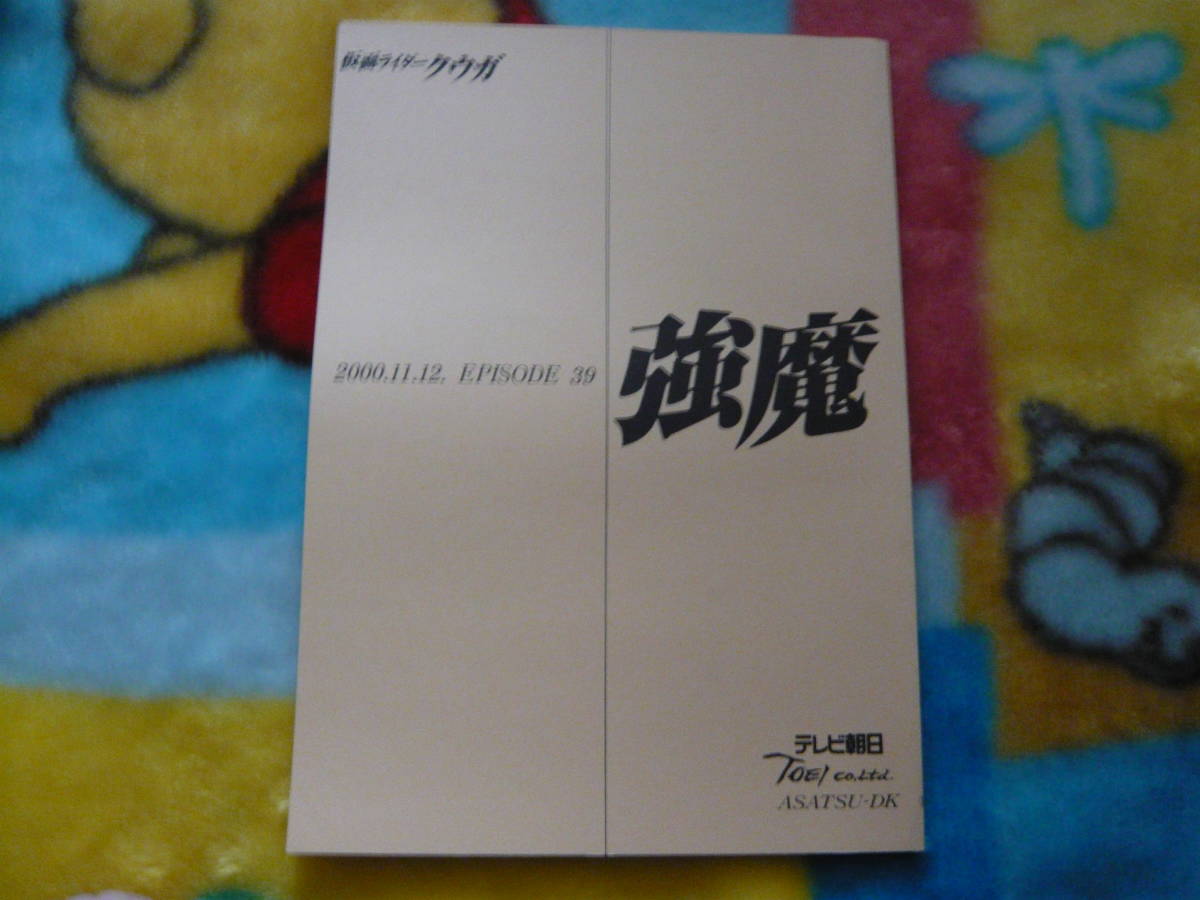 仮面ライダークウガ
2000.11.12. EPISODE 39
強魔
テレビ朝日
TOEI CO.,Ltd.
ASATSU-DK